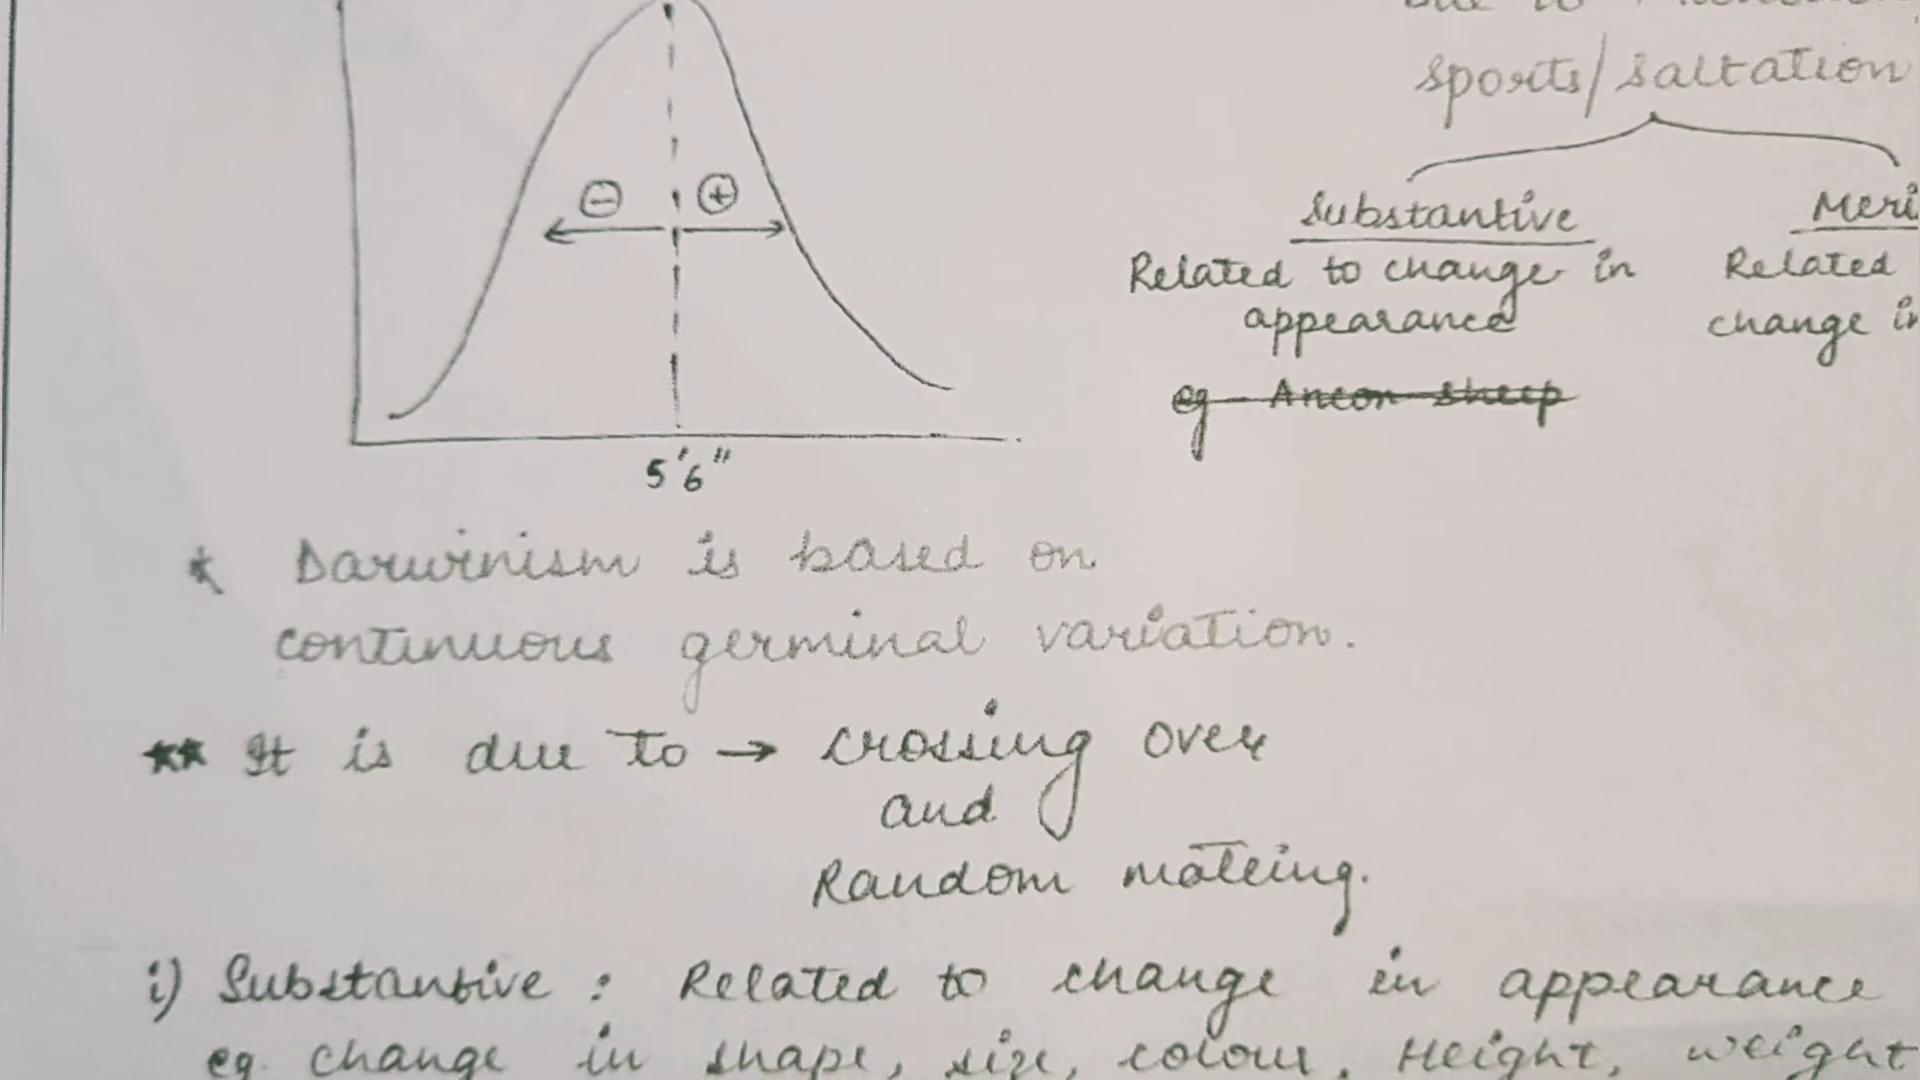 sports/saltation
⊖ ⊕
5'6"
Substantive
Related to change in
appearance
eg - Ancon sheep
Related
change in
* Darwinism is based on
continuous germinal variation.
** It is due to → crossing over
and
Random mateing.
i) Substantive : Related to change in appearance
eg. change in shape, size, colour, Height, weight